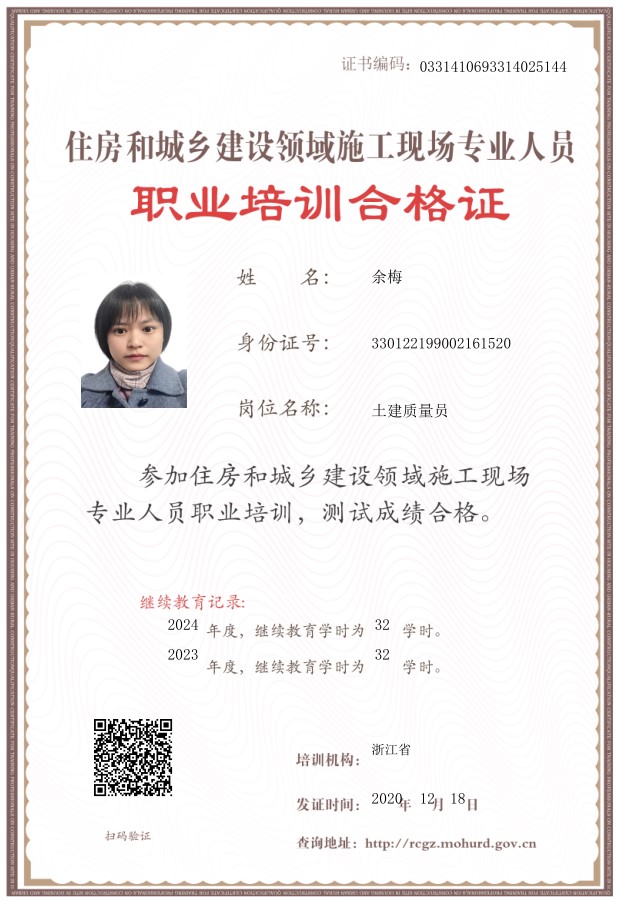 证书编码：0331410693314025144
住房和城乡建设领域施工现场专业人员
职业培训合格证
姓 名： 余梅
身份证号： 330122199002161520
岗位名称： 土建质量员
参加住房和城乡建设领域施工现场
专业人员职业培训，测试成绩合格。
继续教育记录:
2024 年度，继续教育学时为 32 学时。
2023 年度，继续教育学时为 32 学时。
培训机构： 浙江省
发证时间： 2020年 12 月 18日
扫码验证
查询地址：http://rcgz.mohurd.gov.cn